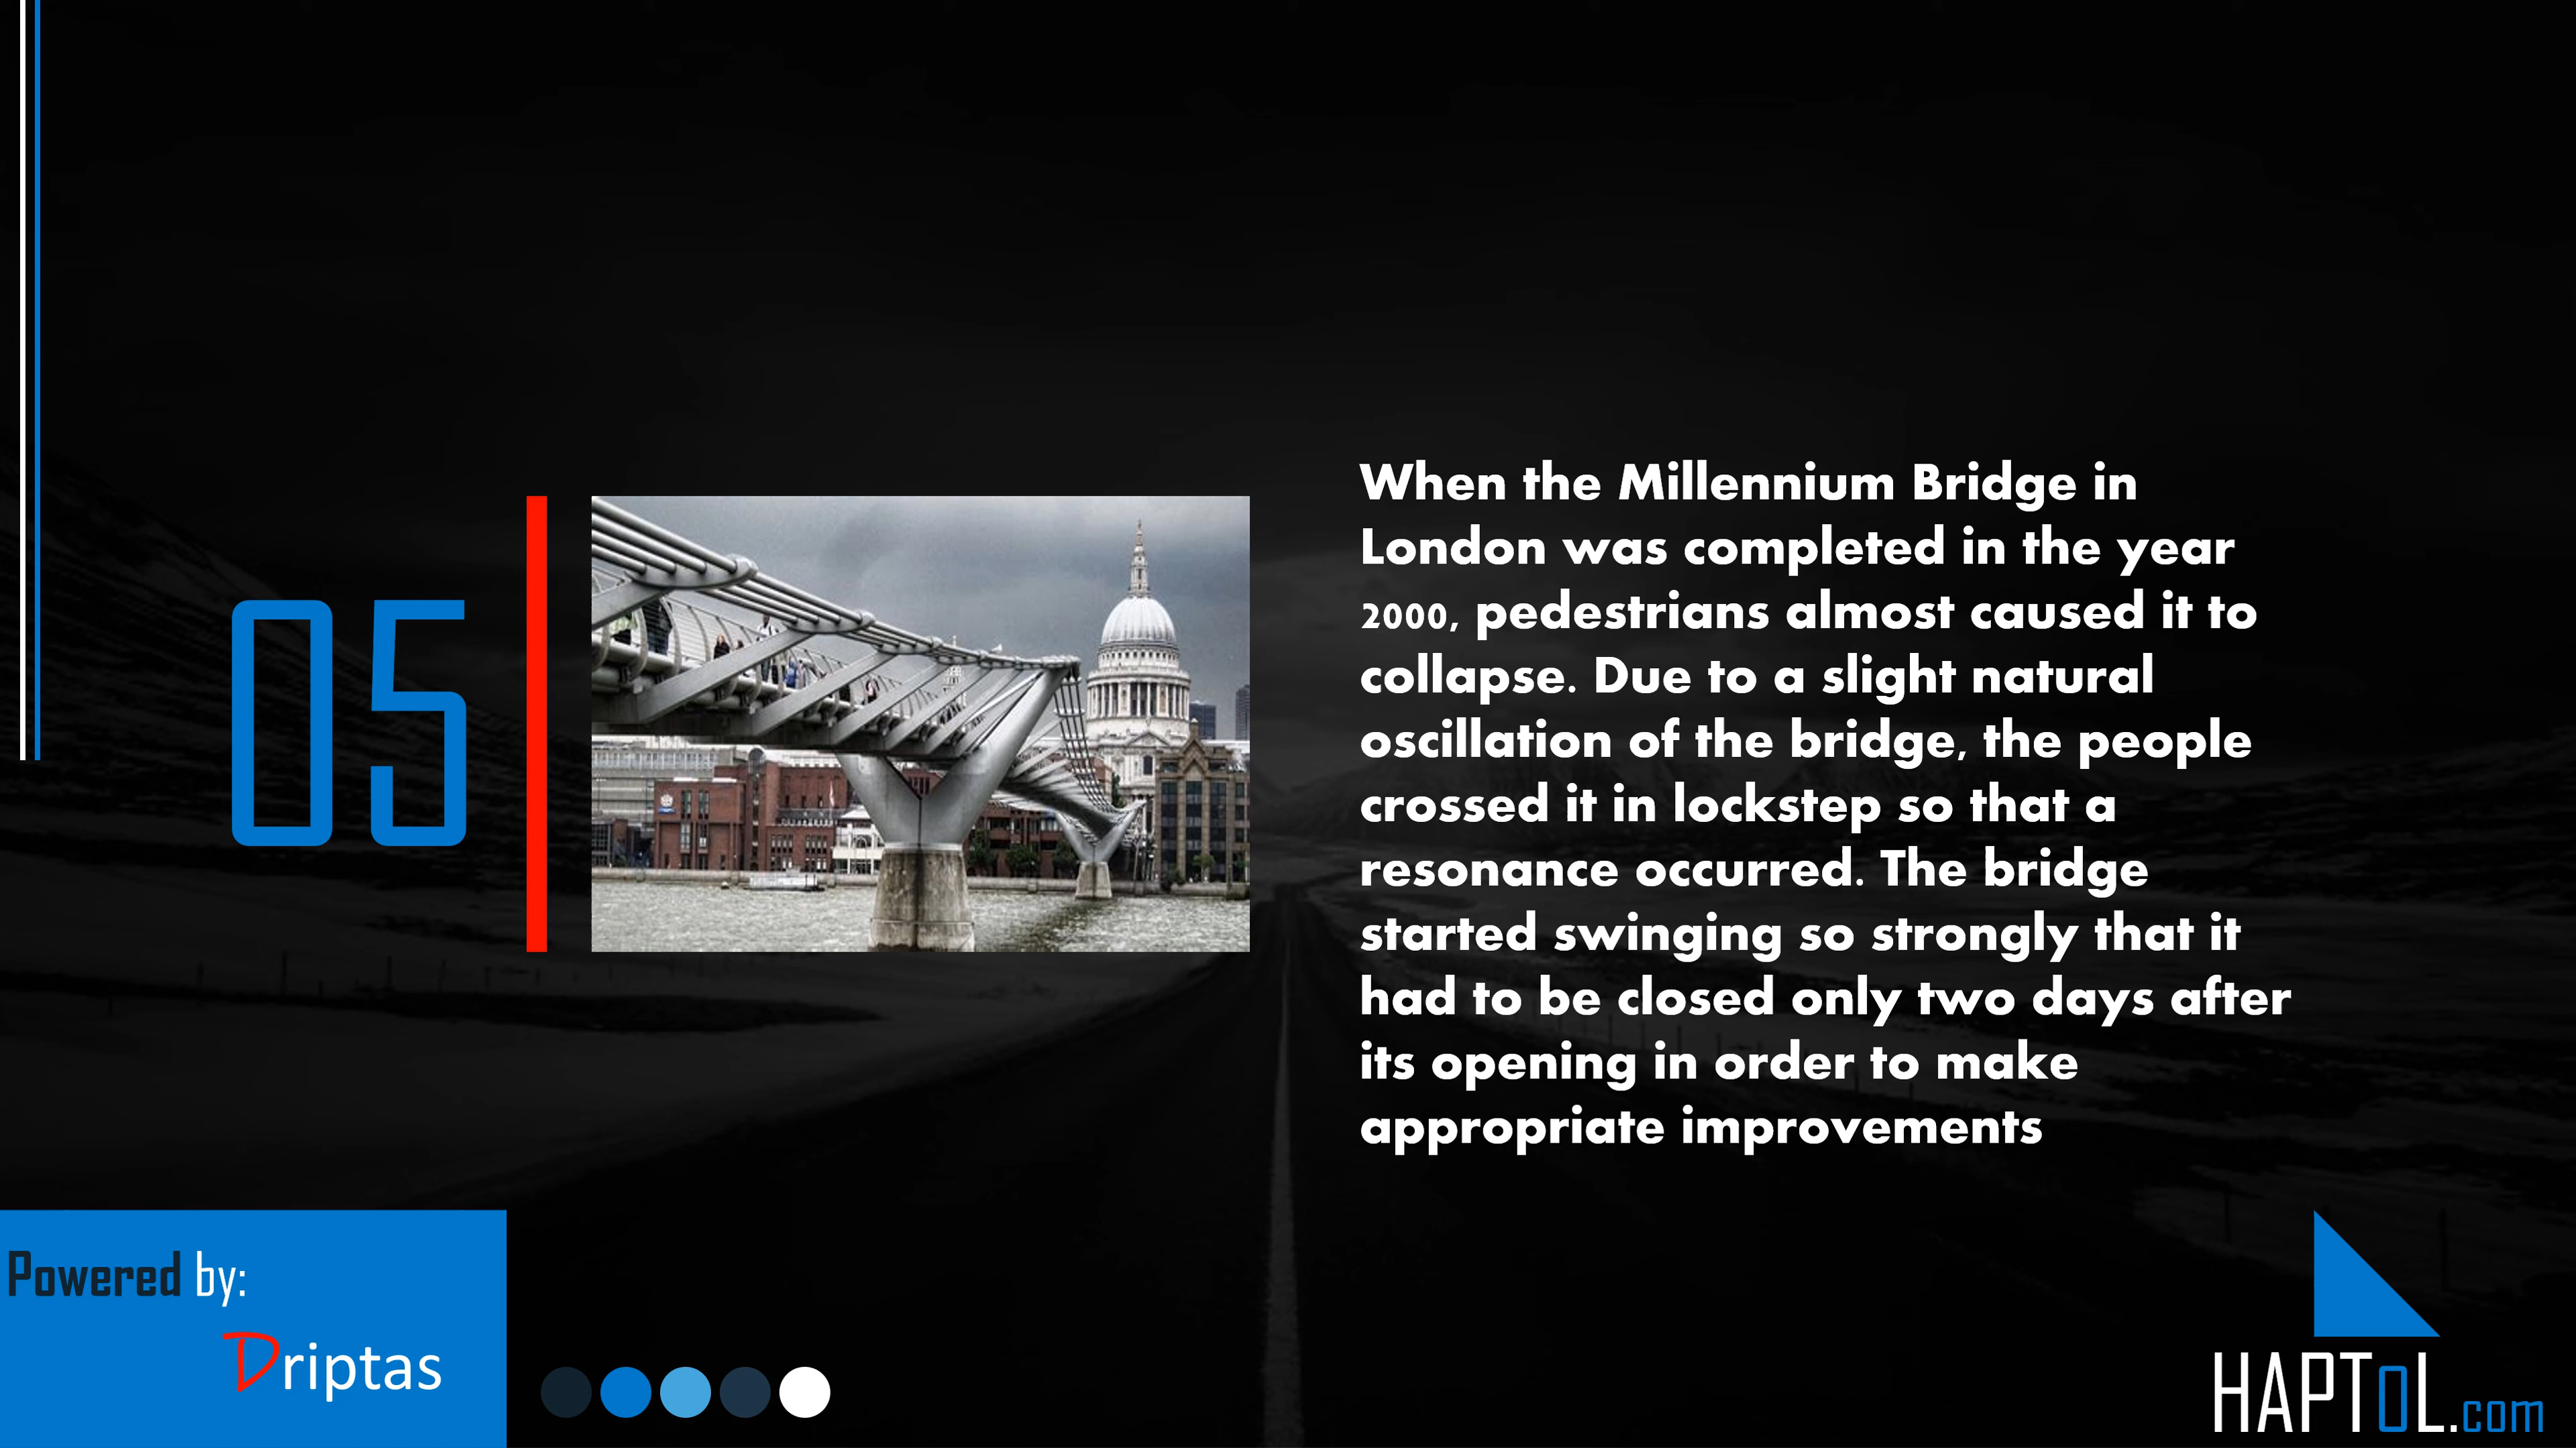 05
When the Millennium Bridge in
London was completed in the year
2000, pedestrians almost caused it to
collapse. Due to a slight natural
oscillation of the bridge, the people
crossed it in lockstep so that a
resonance occurred. The bridge
started swinging so strongly that it
had to be closed only two days after
its opening in order to make
appropriate improvements
Powered by:
Driptas
HAPToL.com